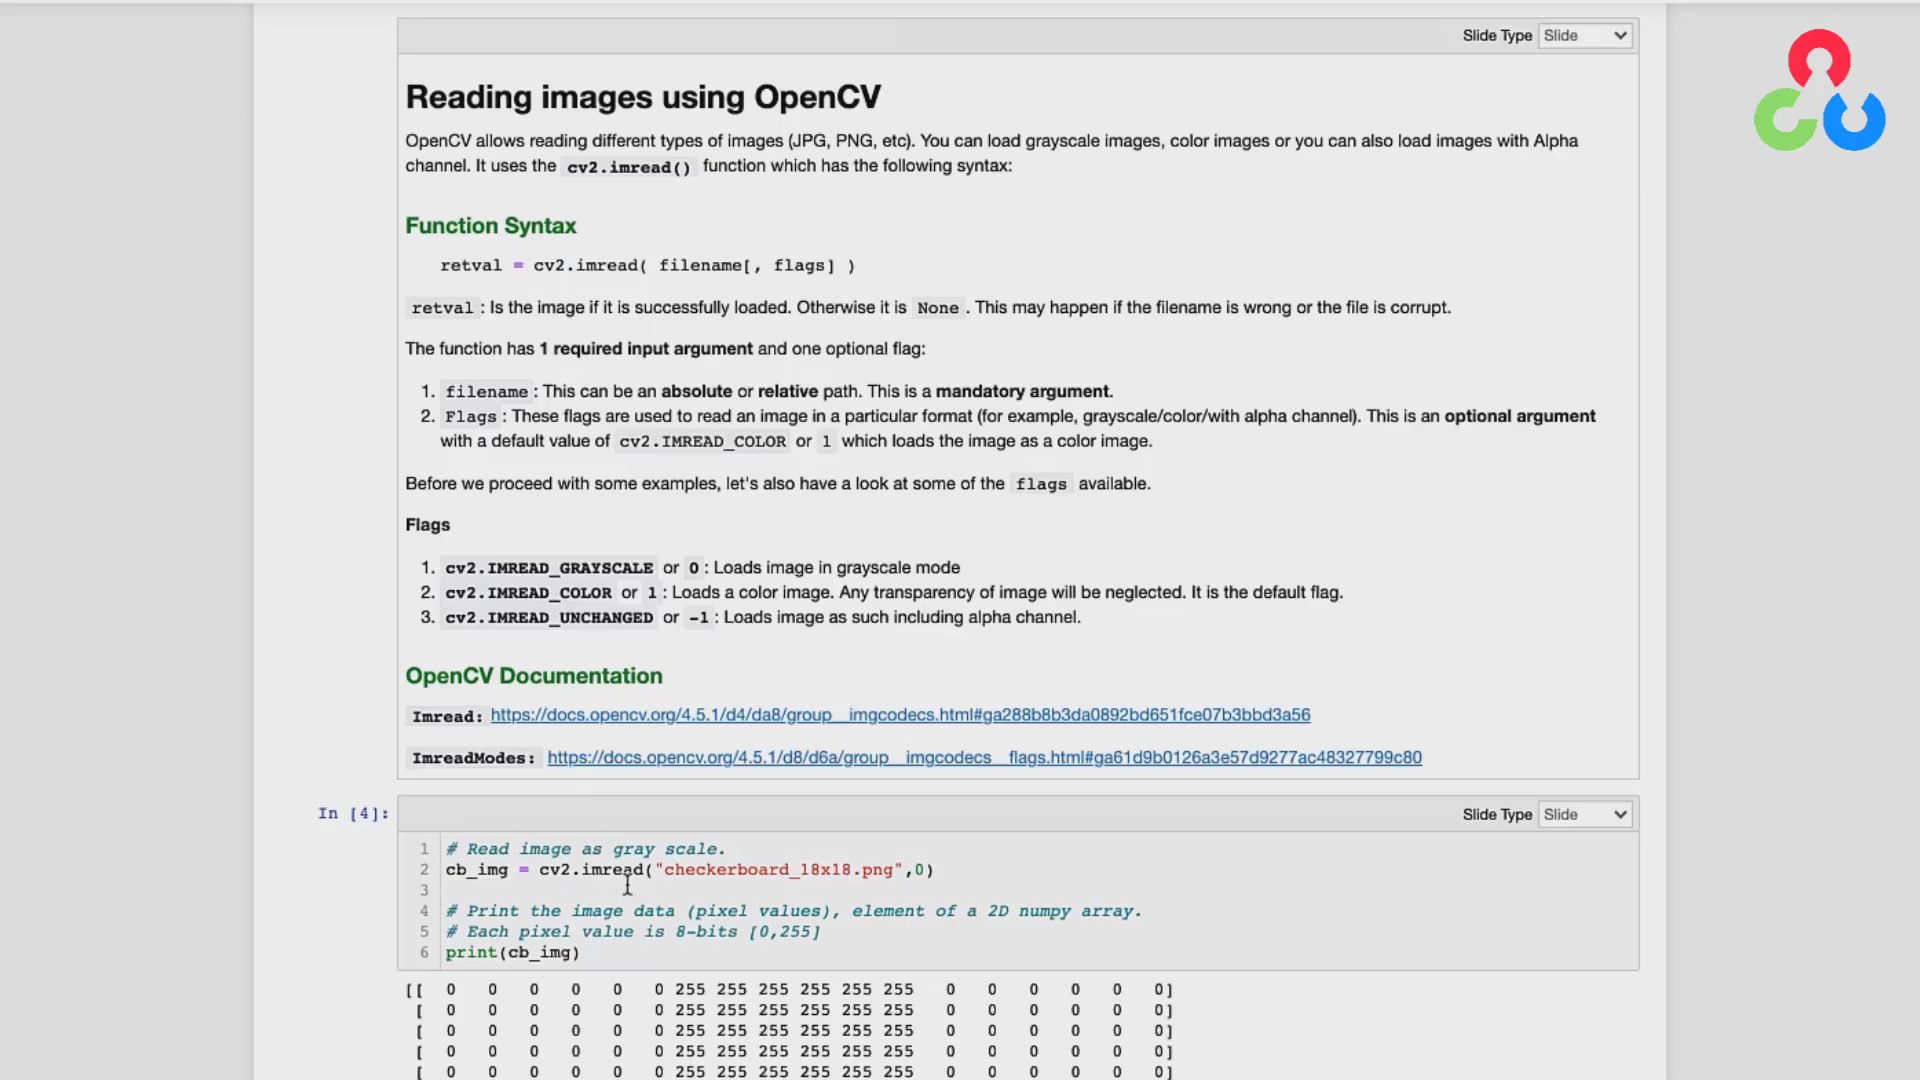 Slide Type Slide
Reading images using OpenCV
OpenCV allows reading different types of images (JPG, PNG, etc). You can load grayscale images, color images or you can also load images with Alpha
channel. It uses the cv2.imread() function which has the following syntax:
Function Syntax
retval = cv2.imread( filename[, flags] )
retval : Is the image if it is successfully loaded. Otherwise it is None . This may happen if the filename is wrong or the file is corrupt.
The function has 1 required input argument and one optional flag:
1. filename : This can be an absolute or relative path. This is a mandatory argument.
2. Flags : These flags are used to read an image in a particular format (for example, grayscale/color/with alpha channel). This is an optional argument
with a default value of cv2.IMREAD_COLOR or 1 which loads the image as a color image.
Before we proceed with some examples, let's also have a look at some of the flags available.
Flags
1. cv2.IMREAD_GRAYSCALE or 0 : Loads image in grayscale mode
2. cv2.IMREAD_COLOR or 1 : Loads a color image. Any transparency of image will be neglected. It is the default flag.
3. cv2.IMREAD_UNCHANGED or -1 : Loads image as such including alpha channel.
OpenCV Documentation
Imread: https://docs.opencv.org/4.5.1/d4/da8/group__imgcodecs.html#ga288b8b3da0892bd651fce07b3bbd3a56
ImreadModes: https://docs.opencv.org/4.5.1/d8/d6a/group__imgcodecs__flags.html#ga61d9b0126a3e57d9277ac48327799c80
In [4]: Slide Type Slide
1 # Read image as gray scale.
2 cb_img = cv2.imread("checkerboard_18x18.png",0)
3
4 # Print the image data (pixel values), element of a 2D numpy array.
5 # Each pixel value is 8-bits [0,255]
6 print(cb_img)
[[ 0 0 0 0 0 0 255 255 255 255 255 255 0 0 0 0 0 0]
[ 0 0 0 0 0 0 255 255 255 255 255 255 0 0 0 0 0 0]
[ 0 0 0 0 0 0 255 255 255 255 255 255 0 0 0 0 0 0]
[ 0 0 0 0 0 0 255 255 255 255 255 255 0 0 0 0 0 0]
[ 0 0 0 0 0 0 255 255 255 255 255 255 0 0 0 0 0 0]